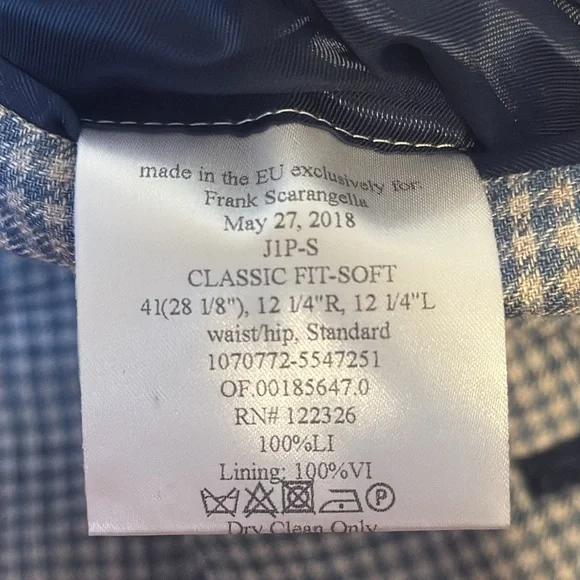 made in the EU exclusively for:
Frank Scarangella
May 27, 2018
J1P-S
CLASSIC FIT-SOFT
41(28 1/8"), 12 1/4"R, 12 1/4"L
waist/hip, Standard
1070772-5547251
OF.00185647.0
RN# 122326
100%LI
Lining: 100%VI
P
Dry Clean Only